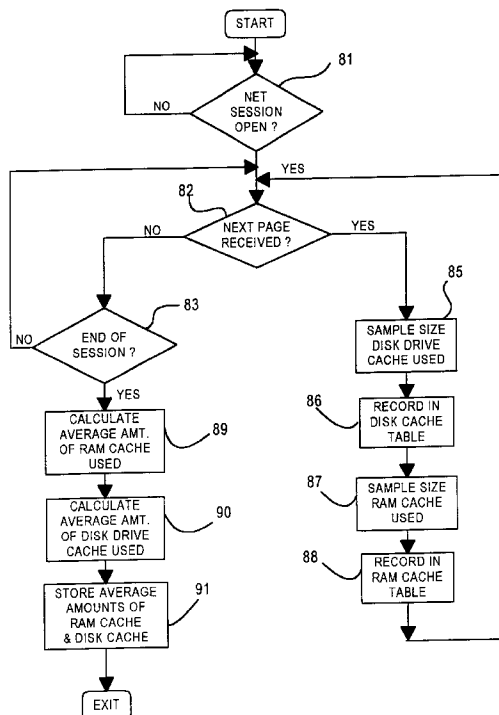 START
81
NET
SESSION
OPEN ?
NO
YES
82
NEXT PAGE
RECEIVED ?
NO
YES
83
END OF
SESSION ?
NO
YES
85
SAMPLE SIZE
DISK DRIVE
CACHE USED
86
RECORD IN
DISK CACHE
TABLE
87
SAMPLE SIZE
RAM CACHE
USED
88
RECORD IN
RAM CACHE
TABLE
CALCULATE
AVERAGE AMT.
OF RAM CACHE
USED
89
CALCULATE
AVERAGE AMT.
OF DISK DRIVE
CACHE USED
90
STORE AVERAGE
AMOUNTS OF
RAM CACHE
& DISK CACHE
91
EXIT